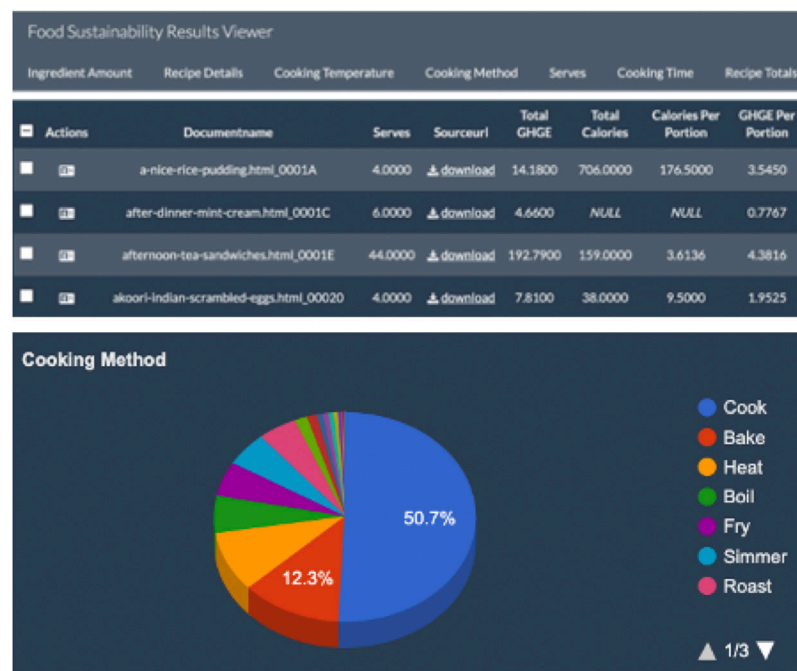 Food Sustainability Results Viewer
Ingredient Amount Recipe Details Cooking Temperature Cooking Method Serves Cooking Time Recipe Totals
Actions Documentname Serves Sourceurl Total GHGE Total Calories Calories Per Portion GHGE Per Portion
a-nice-rice-pudding.html_0001A 4.0000 download 14.1800 706.0000 176.5000 3.5450
after-dinner-mint-cream.html_0001C 6.0000 download 4.6600 NULL NULL 0.7767
afternoon-tea-sandwiches.html_0001E 44.0000 download 192.7900 159.0000 3.6136 4.3816
akoori-indian-scrambled-eggs.html_00020 4.0000 download 7.8100 38.0000 9.5000 1.9525
Cooking Method
Cook
Bake
Heat
Boil
Fry
Simmer
Roast
50.7%
12.3%
1/3